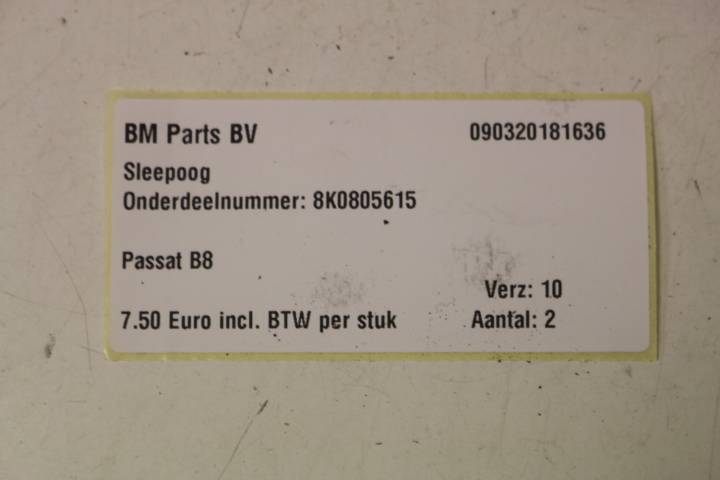 BM Parts BV 090320181636
Sleepoog
Onderdeelnummer: 8K0805615
Passat B8
Verz: 10
7.50 Euro incl. BTW per stuk Aantal: 2